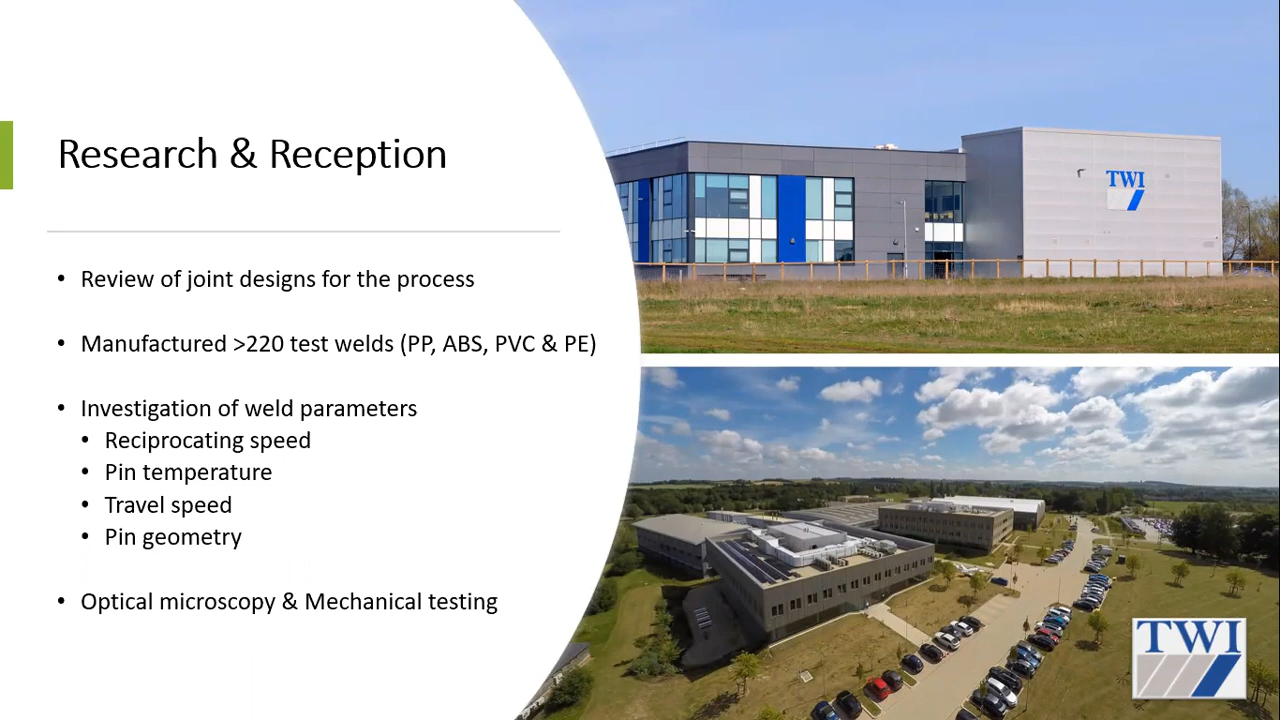 Research & Reception
• Review of joint designs for the process
• Manufactured >220 test welds (PP, ABS, PVC & PE)
• Investigation of weld parameters
• Reciprocating speed
• Pin temperature
• Travel speed
• Pin geometry
• Optical microscopy & Mechanical testing
TWI
TWI